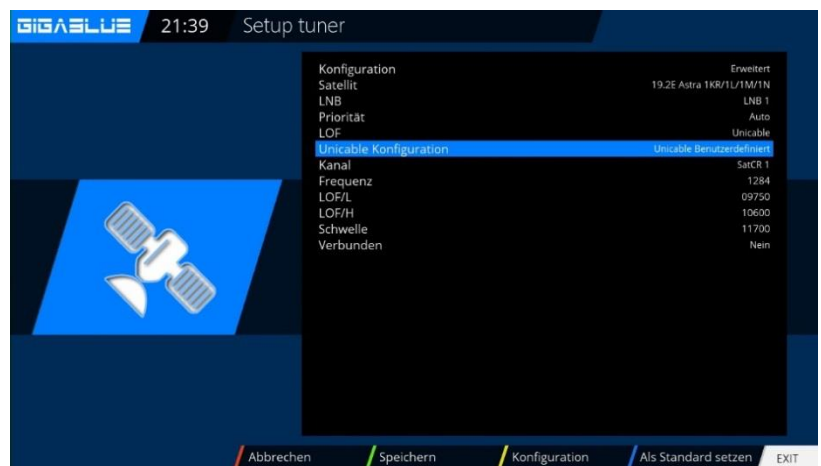 GIGABLUE 21:39 Setup tuner
Konfiguration Erweitert
Satellit 19.2E Astra 1KR/1L/1M/1N
LNB LNB 1
Priorität Auto
LOF Unicable
Unicable Konfiguration Unicable Benutzerdefiniert
Kanal SatCR 1
Frequenz 1284
LOF/L 09750
LOF/H 10600
Schwelle 11700
Verbunden Nein
Abbrechen Speichern Konfiguration Als Standard setzen EXIT